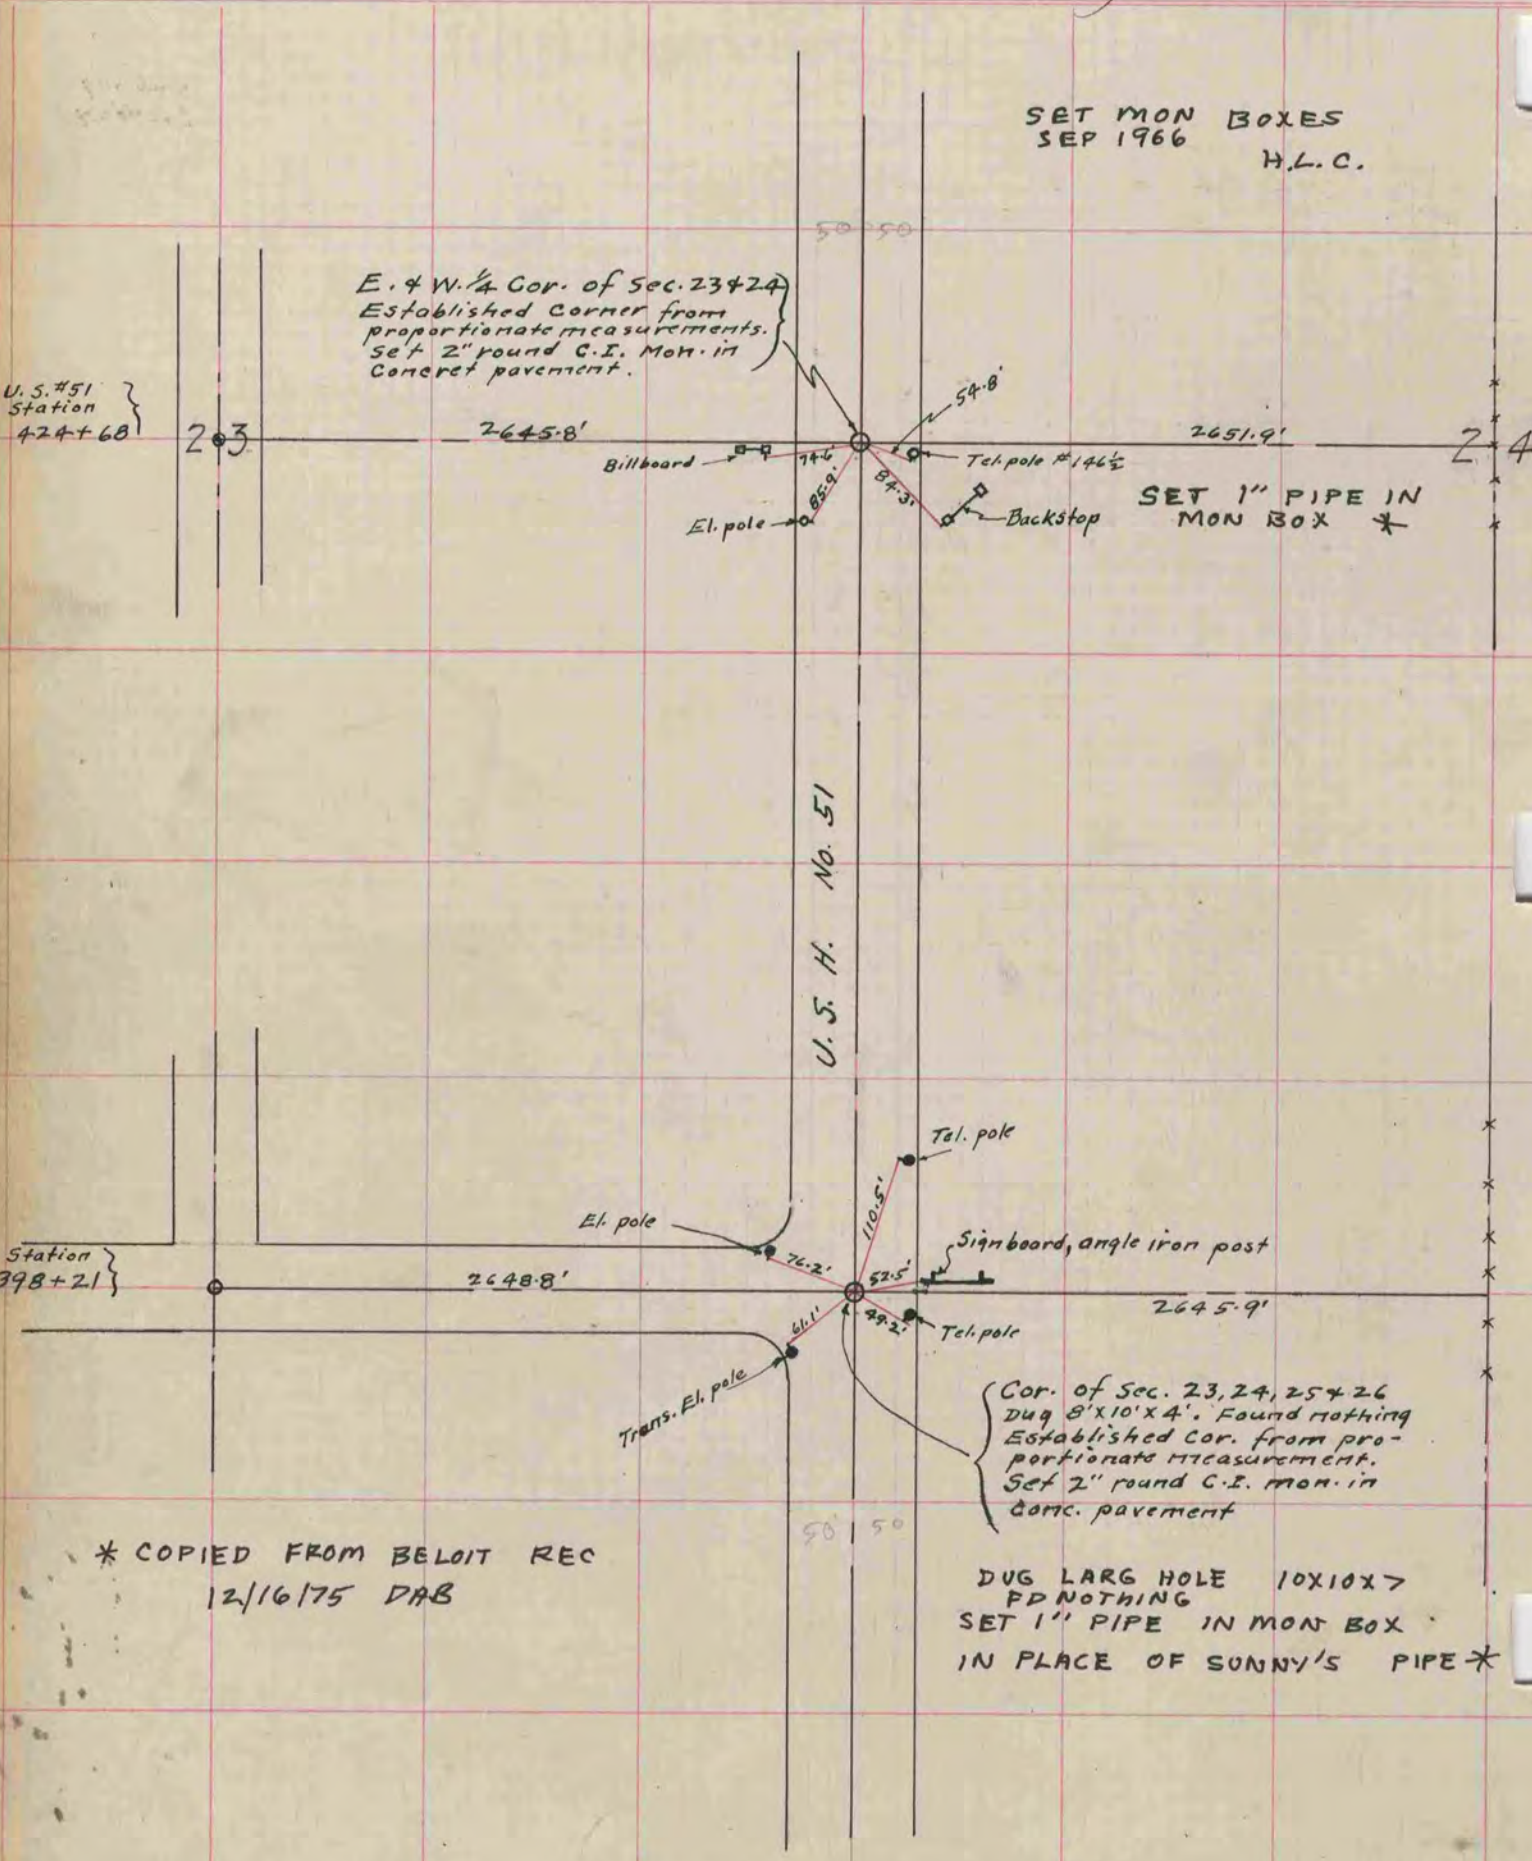 SET MON BOXES
SEP 1966
H.L.C.
50 50
E. & W. 1/4 Cor. of Sec. 23 & 24
Established Corner from
proportionate measurements.
Set 2" round C.I. Mon. in
Concret pavement.
U.S. #51
Station
424+68
23
2645.8'
54.8'
2651.9'
24
Billboard
74.6'
Tel. pole #146½
85.9'
84.3'
El. pole
Backstop
SET 1" PIPE IN
MON BOX *
U. S. H. No. 51
Tel. pole
110.5'
El. pole
Signboard, angle iron post
Station
398+21
2648.8'
76.2'
52.5'
2645.9'
61.1'
49.2'
Tel. pole
Trans. El. pole
Cor. of Sec. 23, 24, 25 & 26
Dug 8'x10'x4'. Found nothing
Established Cor. from pro-
portionate measurement.
Set 2" round C.I. mon. in
Conc. pavement
50' 50
* COPIED FROM BELOIT REC
12/16/75 DAB
DUG LARG HOLE 10X10X7
FD NOTHING
SET 1" PIPE IN MON BOX
IN PLACE OF SUNNY'S PIPE *